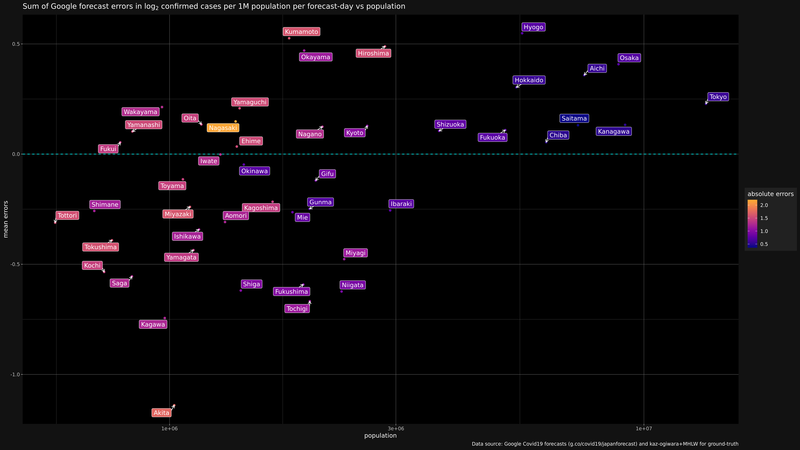 Sum of Google forecast errors in log2 confirmed cases per 1M population per forecast-day vs population
Kumamoto
Hyogo
Okayama
Hiroshima
Osaka
Aichi
Hokkaido
Tokyo
Wakayama
Yamaguchi
Yamanashi
Oita
Nagasaki
Saitama
Shizuoka
Kanagawa
Nagano
Kyoto
Fukuoka
Chiba
Fukui
Ehime
Iwate
Okinawa
Gifu
Toyama
Shimane
Kagoshima
Gunma
Ibaraki
Tottori
Miyazaki
Aomori
Mie
Ishikawa
Tokushima
Yamagata
Miyagi
Kochi
Saga
Shiga
Fukushima
Niigata
Tochigi
Kagawa
Akita
0.5
0.0
-0.5
-1.0
mean errors
1e+06
3e+06
1e+07
population
absolute errors
2.0
1.5
1.0
0.5
Data source: Google Covid19 forecasts (g.co/covid19/japanforecast) and kaz-ogiwara+MHLW for ground-truth